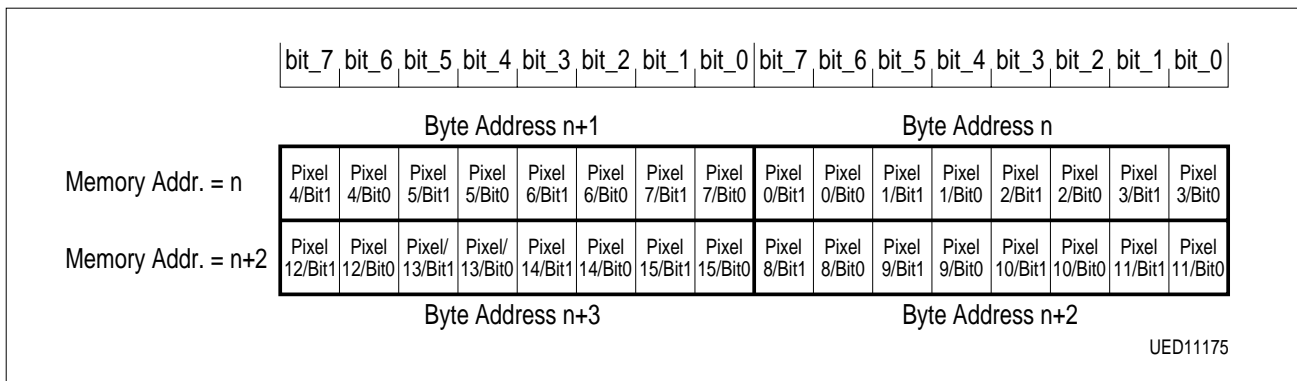 bit_7 bit_6 bit_5 bit_4 bit_3 bit_2 bit_1 bit_0 bit_7 bit_6 bit_5 bit_4 bit_3 bit_2 bit_1 bit_0
Byte Address n+1 Byte Address n
Pixel Pixel Pixel Pixel Pixel Pixel Pixel Pixel Pixel Pixel Pixel Pixel Pixel Pixel Pixel Pixel
Memory Addr. = n
4/Bit1 4/Bit0 5/Bit1 5/Bit0 6/Bit1 6/Bit0 7/Bit1 7/Bit0 0/Bit1 0/Bit0 1/Bit1 1/Bit0 2/Bit1 2/Bit0 3/Bit1 3/Bit0
Pixel Pixel Pixel/ Pixel/ Pixel Pixel Pixel Pixel Pixel Pixel Pixel Pixel Pixel Pixel Pixel Pixel
Memory Addr. = n+2
12/Bit1 12/Bit0 13/Bit1 13/Bit0 14/Bit1 14/Bit0 15/Bit1 15/Bit0 8/Bit1 8/Bit0 9/Bit1 9/Bit0 10/Bit1 10/Bit0 11/Bit1 11/Bit0
Byte Address n+3 Byte Address n+2
UED11175